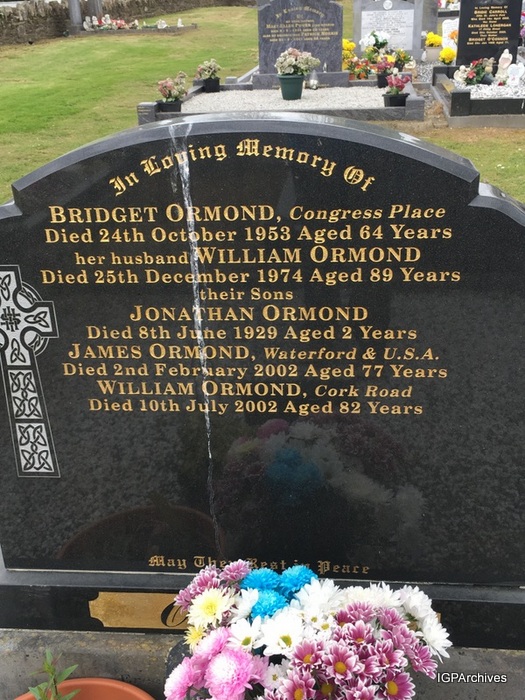 In Loving Memory Of
BRIDGET ORMOND, Congress Place
Died 24th October 1953 Aged 64 Years
her husband WILLIAM ORMOND
Died 25th December 1974 Aged 89 Years
their Sons
JONATHAN ORMOND
Died 8th June 1929 Aged 2 Years
JAMES ORMOND, Waterford & U.S.A.
Died 2nd February 2002 Aged 77 Years
WILLIAM ORMOND, Cork Road
Died 10th July 2002 Aged 82 Years
May They Rest in Peace
IGPArchives